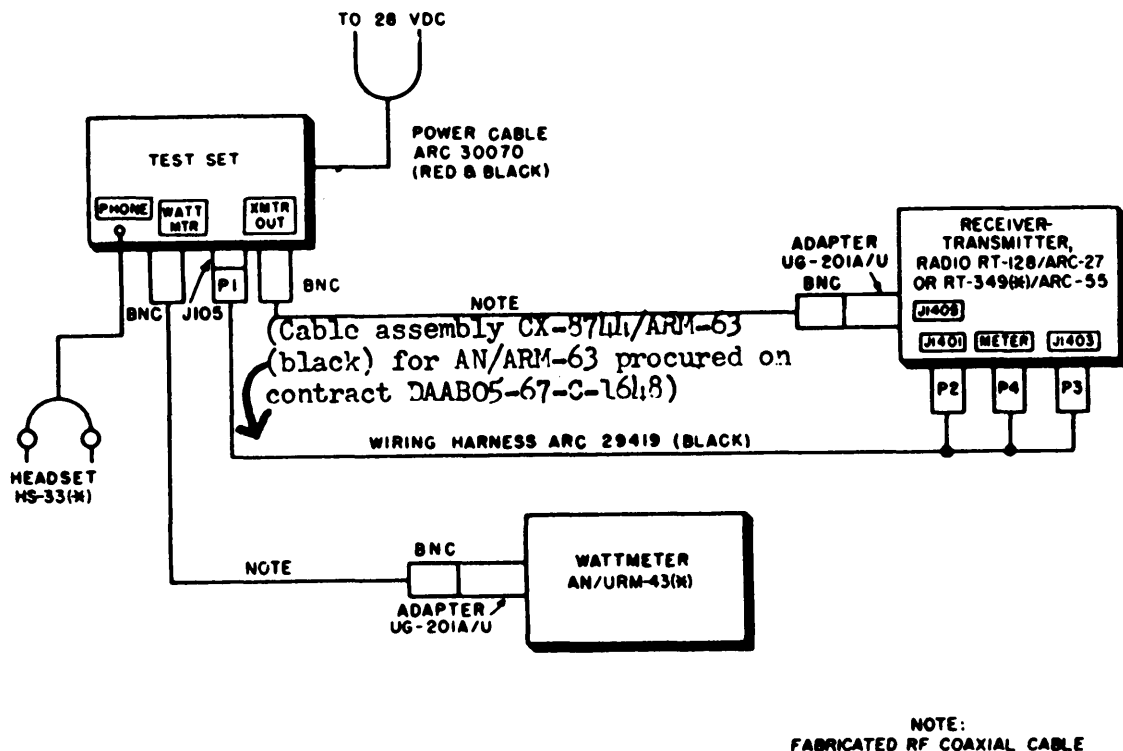 TO 28 VDC
POWER CABLE
ARC 30070
(RED & BLACK)
TEST SET
PHONE
WATT
MTR
XMTR
OUT
BNC
J105
P1
BNC
NOTE
(Cable assembly CX-8744/ARM-63
(black) for AN/ARM-63 procured on
contract DAAB05-67-C-1648)
WIRING HARNESS ARC 29419 (BLACK)
ADAPTER
UG-201A/U
BNC
RECEIVER-
TRANSMITTER,
RADIO RT-128/ARC-27
OR RT-349(*)/ARC-55
J1401
METER
J1403
P2
P4
P3
HEADSET
HS-33(*)
NOTE
BNC
ADAPTER
UG-201A/U
WATTMETER
AN/URM-43(*)
NOTE:
FABRICATED RF COAXIAL CABLE